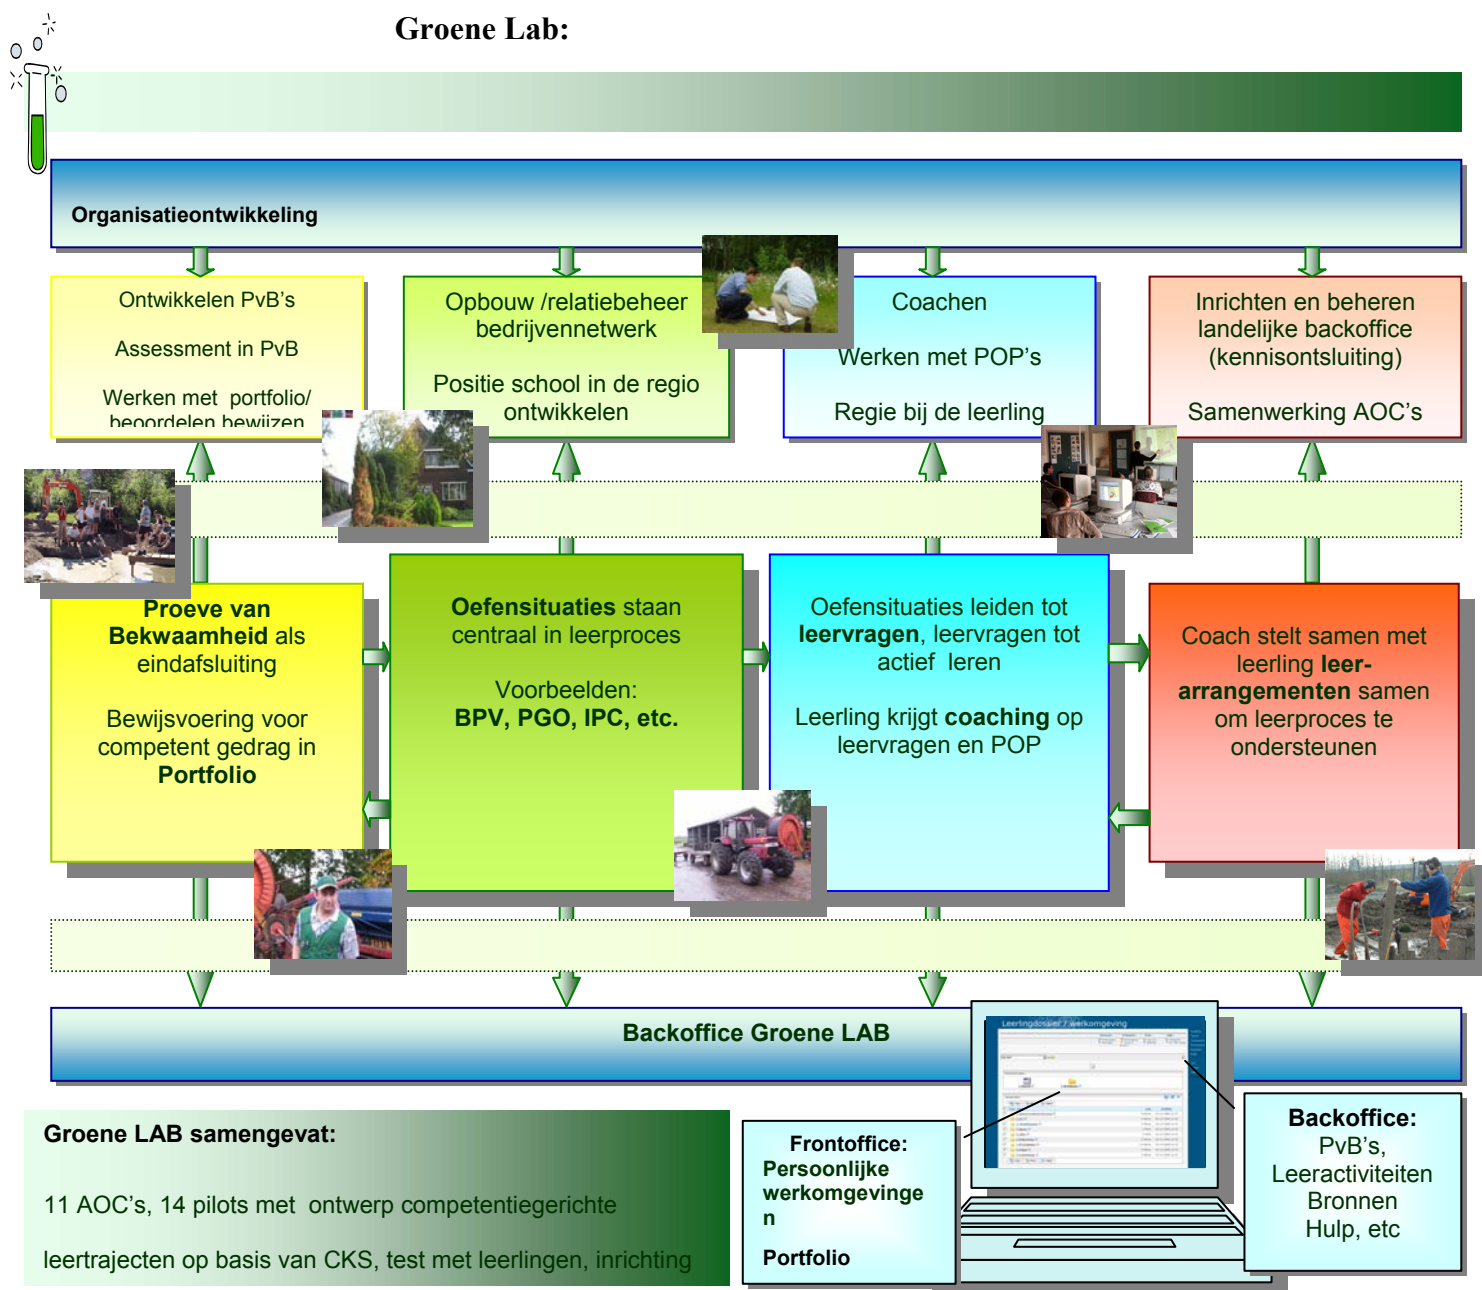 Groene Lab:
Organisatieontwikkeling
Ontwikkelen PvB's
Assessment in PvB
Werken met portfolio/
beoordelen bewijzen
Opbouw /relatiebeheer
bedrijvennetwerk
Positie school in de regio
ontwikkelen
Coachen
Werken met POP's
Regie bij de leerling
Inrichten en beheren
landelijke backoffice
(kennisontsluiting)
Samenwerking AOC's
Proeve van
Bekwaamheid als
eindafsluiting
Bewijsvoering voor
competent gedrag in
Portfolio
Oefensituaties staan
centraal in leerproces
Voorbeelden:
BPV, PGO, IPC, etc.
Oefensituaties leiden tot
leervragen, leervragen tot
actief leren
Leerling krijgt coaching op
leervragen en POP
Coach stelt samen met
leerling leer-
arrangementen samen
om leerproces te
ondersteunen
Backoffice Groene LAB
Leerlingdossier / werkomgeving
Groene LAB samengevat:
11 AOC's, 14 pilots met ontwerp competentiegerichte
leertrajecten op basis van CKS, test met leerlingen, inrichting
Frontoffice:
Persoonlijke
werkomgevinge
n
Portfolio
Backoffice:
PvB's,
Leeractiviteiten
Bronnen
Hulp, etc